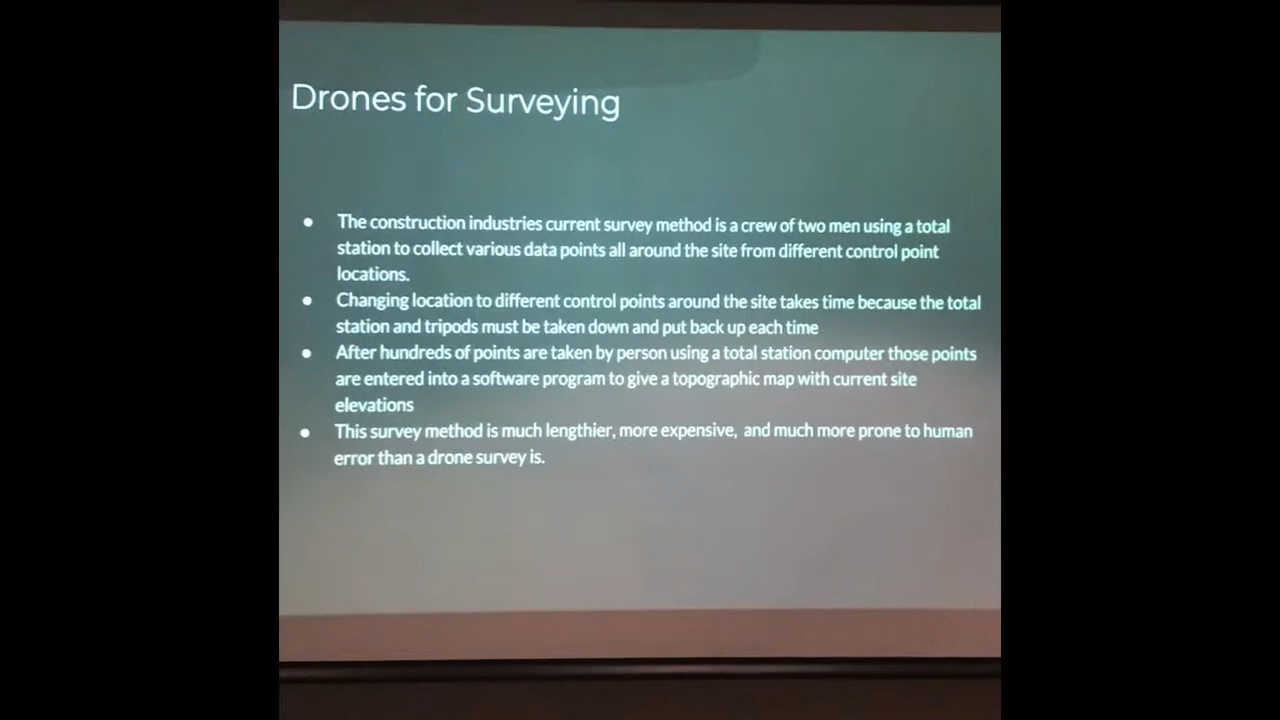 Drones for Surveying
● The construction industries current survey method is a crew of two men using a total
station to collect various data points all around the site from different control point
locations.
● Changing location to different control points around the site takes time because the total
station and tripods must be taken down and put back up each time
● After hundreds of points are taken by person using a total station computer those points
are entered into a software program to give a topographic map with current site
elevations
● This survey method is much lengthier, more expensive, and much more prone to human
error than a drone survey is.